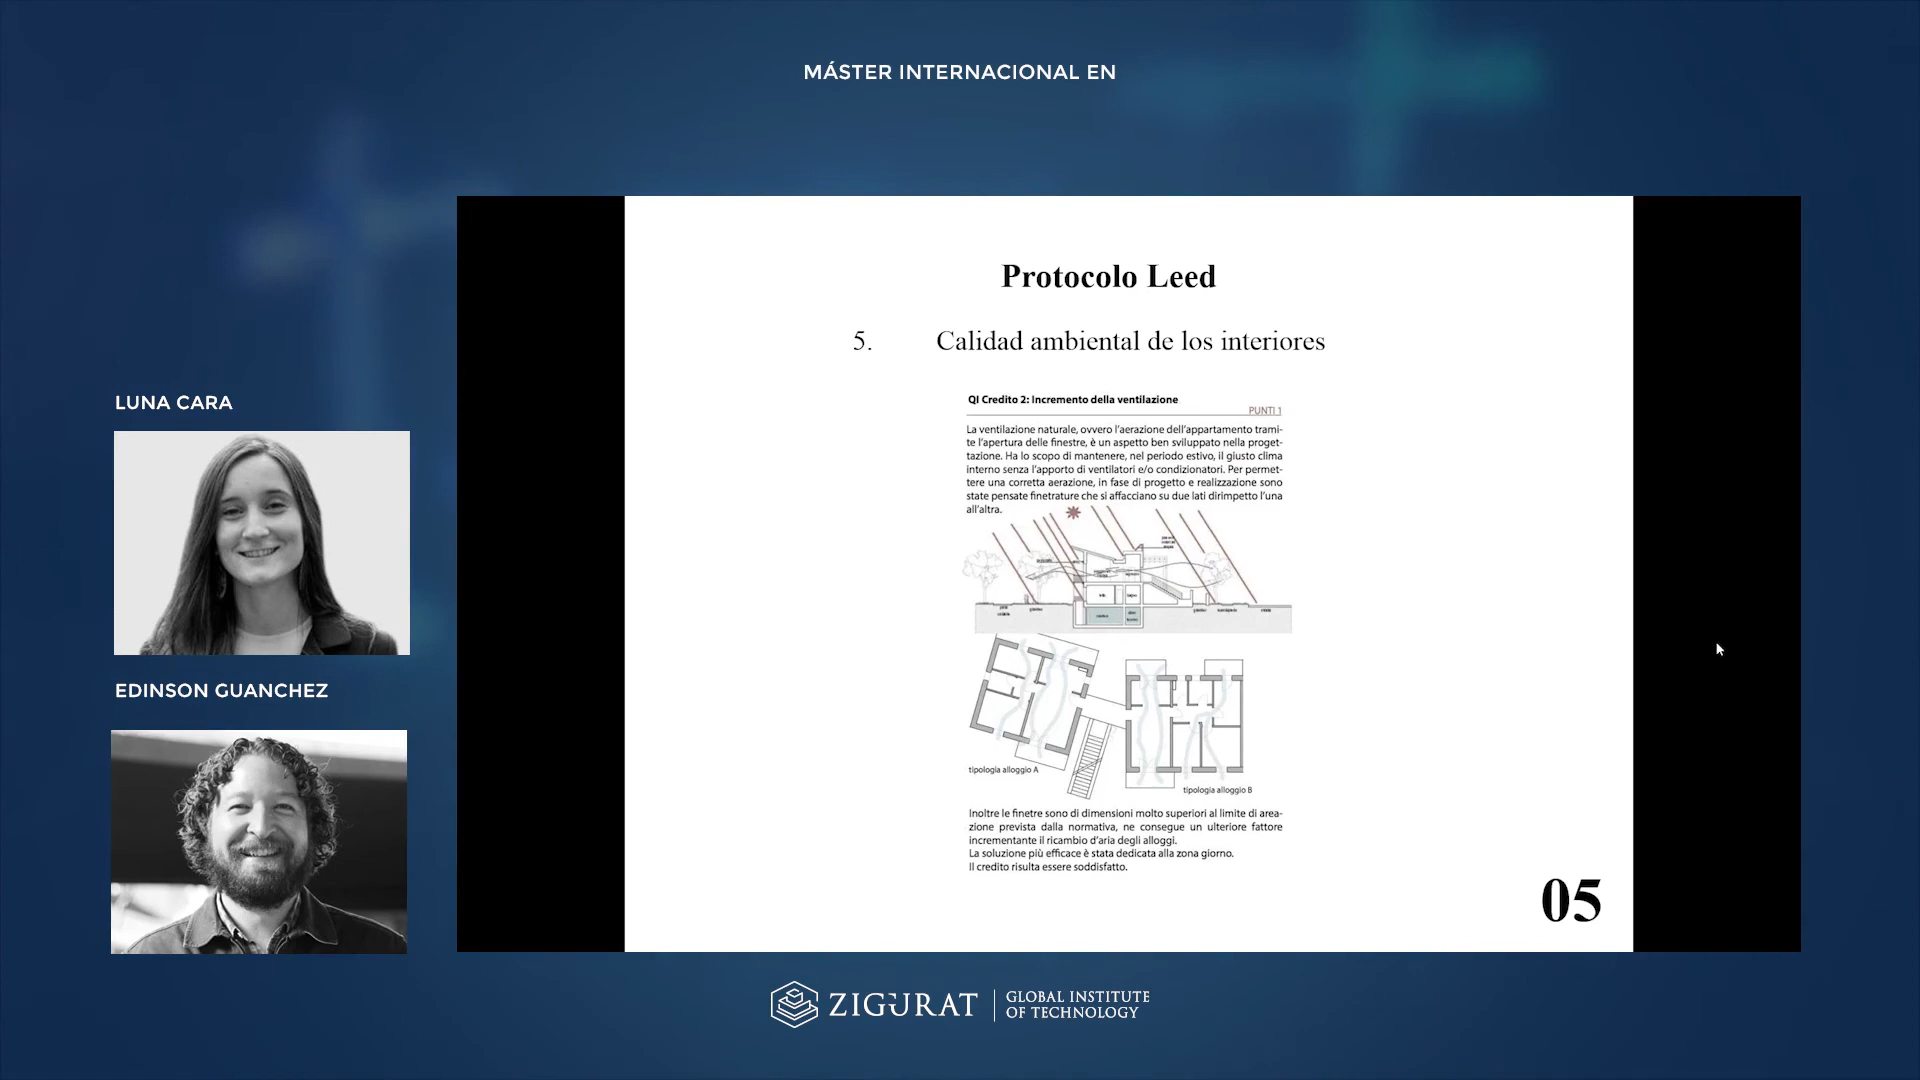 MÁSTER INTERNACIONAL EN
LUNA CARA
EDINSON GUANCHEZ
Protocolo Leed
5. Calidad ambiental de los interiores
QI Credito 2: Incremento della ventilazione
PUNTI 1
La ventilazione naturale, ovvero l'aerazione dell'appartamento trami-
te l'apertura delle finestre, è un aspetto ben sviluppato nella proget-
tazione. Ha lo scopo di mantenere, nel periodo estivo, il giusto clima
interno senza l'apporto di ventilatori e/o condizionatori. Per permet-
tere una corretta aerazione, in fase di progetto e realizzazione sono
state pensate finetrature che si affacciano su due lati dirimpetto l'una
all'altra.
tipologia alloggio A
tipologia alloggio B
Inoltre le finetre sono di dimensioni molto superiori al limite di area-
zione prevista dalla normativa, ne consegue un ulteriore fattore
incrementante il ricambio d'aria degli alloggi.
La soluzione più efficace è stata dedicata alla zona giorno.
Il credito risulta essere soddisfatto.
05
ZIGURAT
GLOBAL INSTITUTE
OF TECHNOLOGY